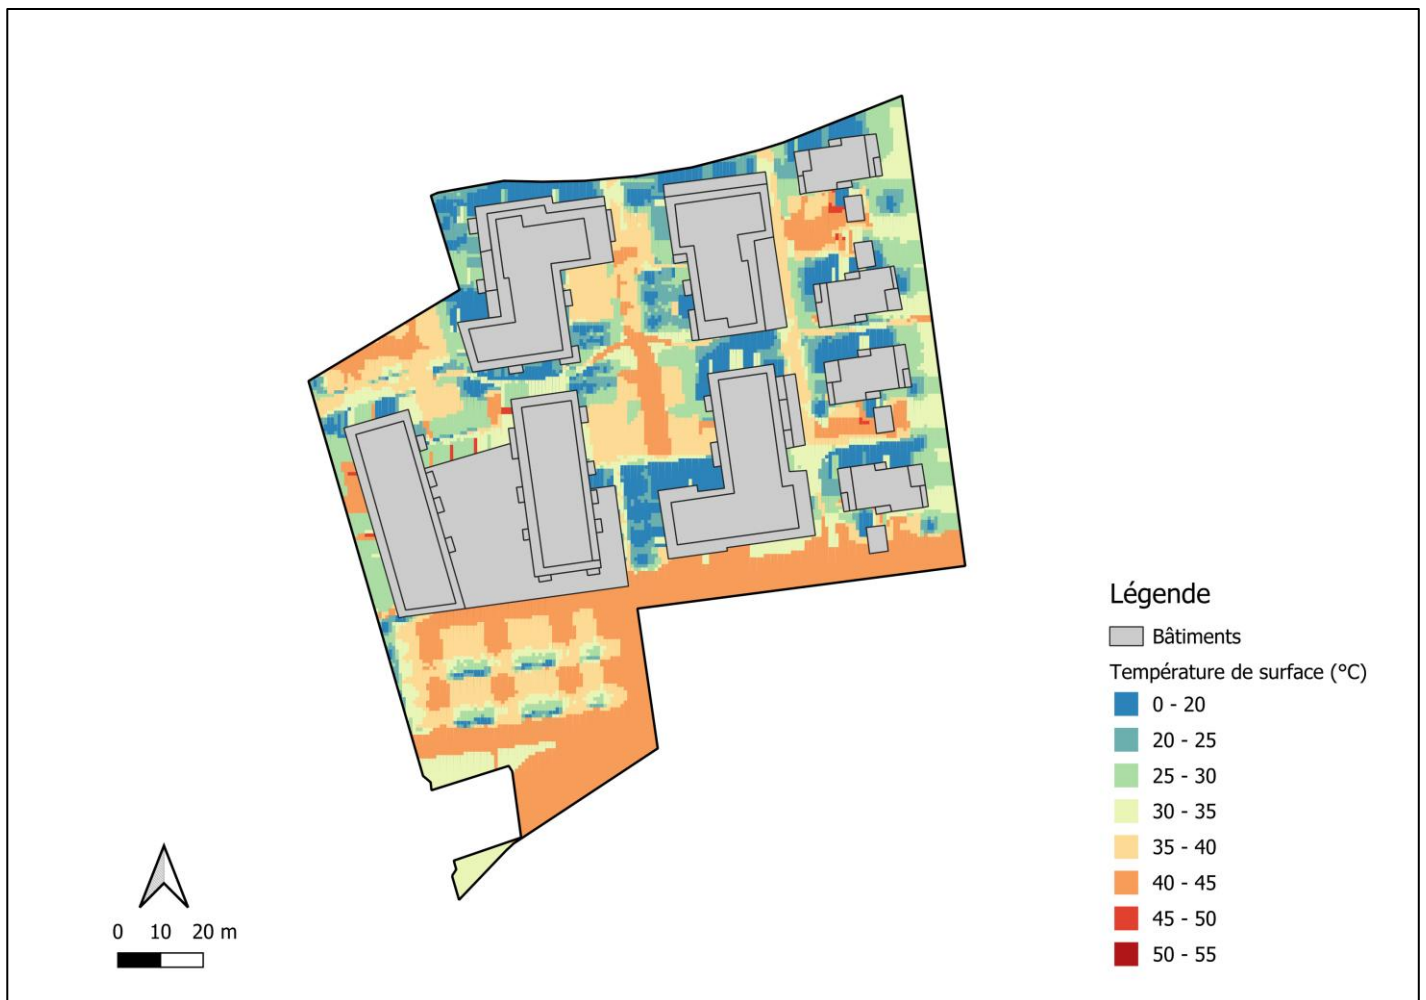 Légende
Bâtiments
Température de surface (°C)
0 - 20
20 - 25
25 - 30
30 - 35
35 - 40
40 - 45
45 - 50
50 - 55
0 10 20 m